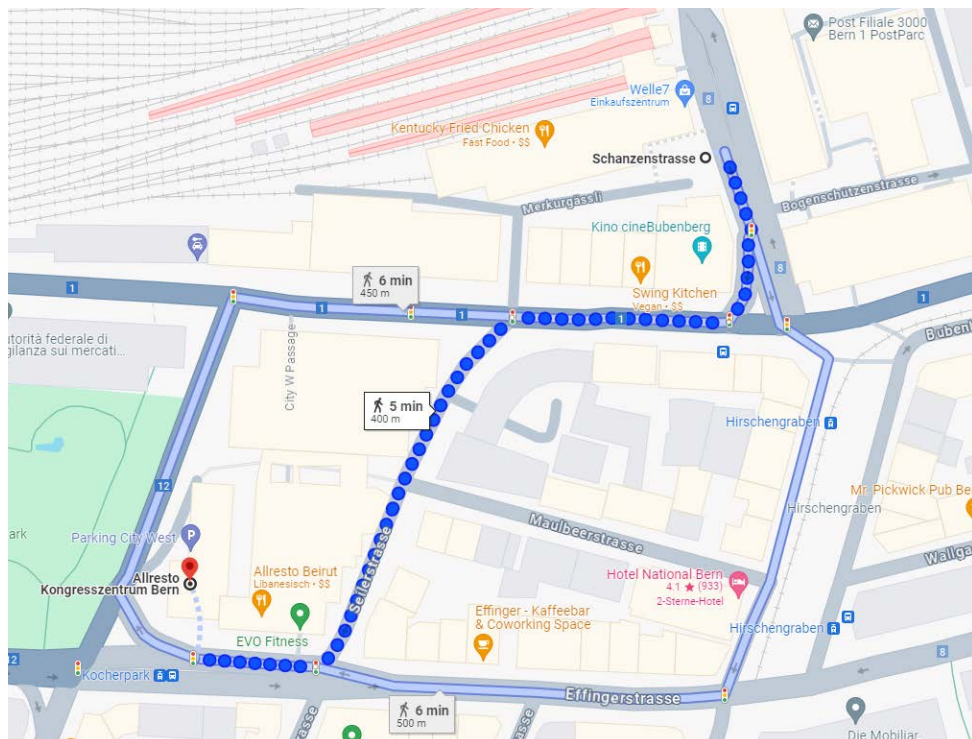 Post Filiale 3000
Bern 1 PostParc
Welle7
Einkaufszentrum
8
8
Kentucky Fried Chicken
Fast Food • $$
Schanzenstrasse
Merkurgässli
Bogenschützenstrasse
Kino cineBubenberg
8
6 min
450 m
Swing Kitchen
Vegan • $$
1
1
1
1
1
utorità federale di
gilanza sui mercati...
City W Passage
Bubenb
5 min
400 m
Hirschengraben
12
Mr. Pickwick Pub Be
Hirschengraben
ark
Parking City West
P
Maulbeerstrasse
Wallga
Allresto
Kongresszentrum Bern
Allresto Beirut
Libanesisch • $$
Seilerstrasse
Hotel National Bern
4.1 ★ (933)
2-Sterne-Hotel
Effinger - Kaffeebar
& Coworking Space
EVO Fitness
Hirschengraben
12
8
Kocherpark
Effingerstrasse
6 min
500 m
strasse
Die Mobiliar